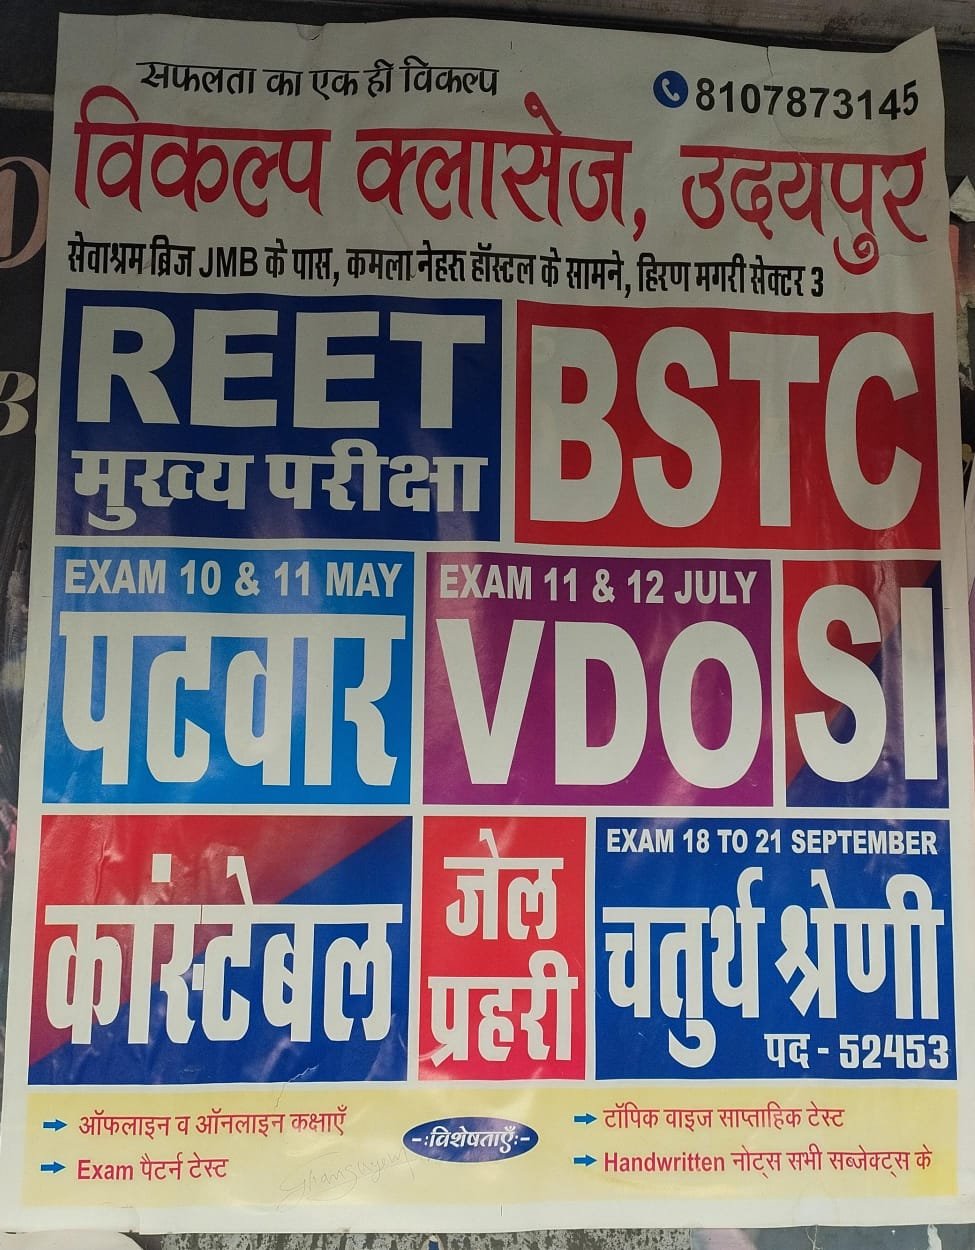 सफलता का एक ही विकल्प
8107873145
विकल्प क्लासेज, उदयपुर
सेवाश्रम ब्रिज JMB के पास, कमला नेहरू हॉस्टल के सामने, हिरण मगरी सेक्टर 3
REET
मुख्य परीक्षा
BSTC
EXAM 10 & 11 MAY
पटवार
EXAM 11 & 12 JULY
VDO
SI
कांस्टेबल
जेल
प्रहरी
EXAM 18 TO 21 SEPTEMBER
चतुर्थ श्रेणी
पद - 52453
-:विशेषताएँ:-
→ ऑफलाइन व ऑनलाइन कक्षाएँ
→ Exam पैटर्न टेस्ट
→ टॉपिक वाइज साप्ताहिक टेस्ट
→ Handwritten नोट्स सभी सब्जेक्ट्स के